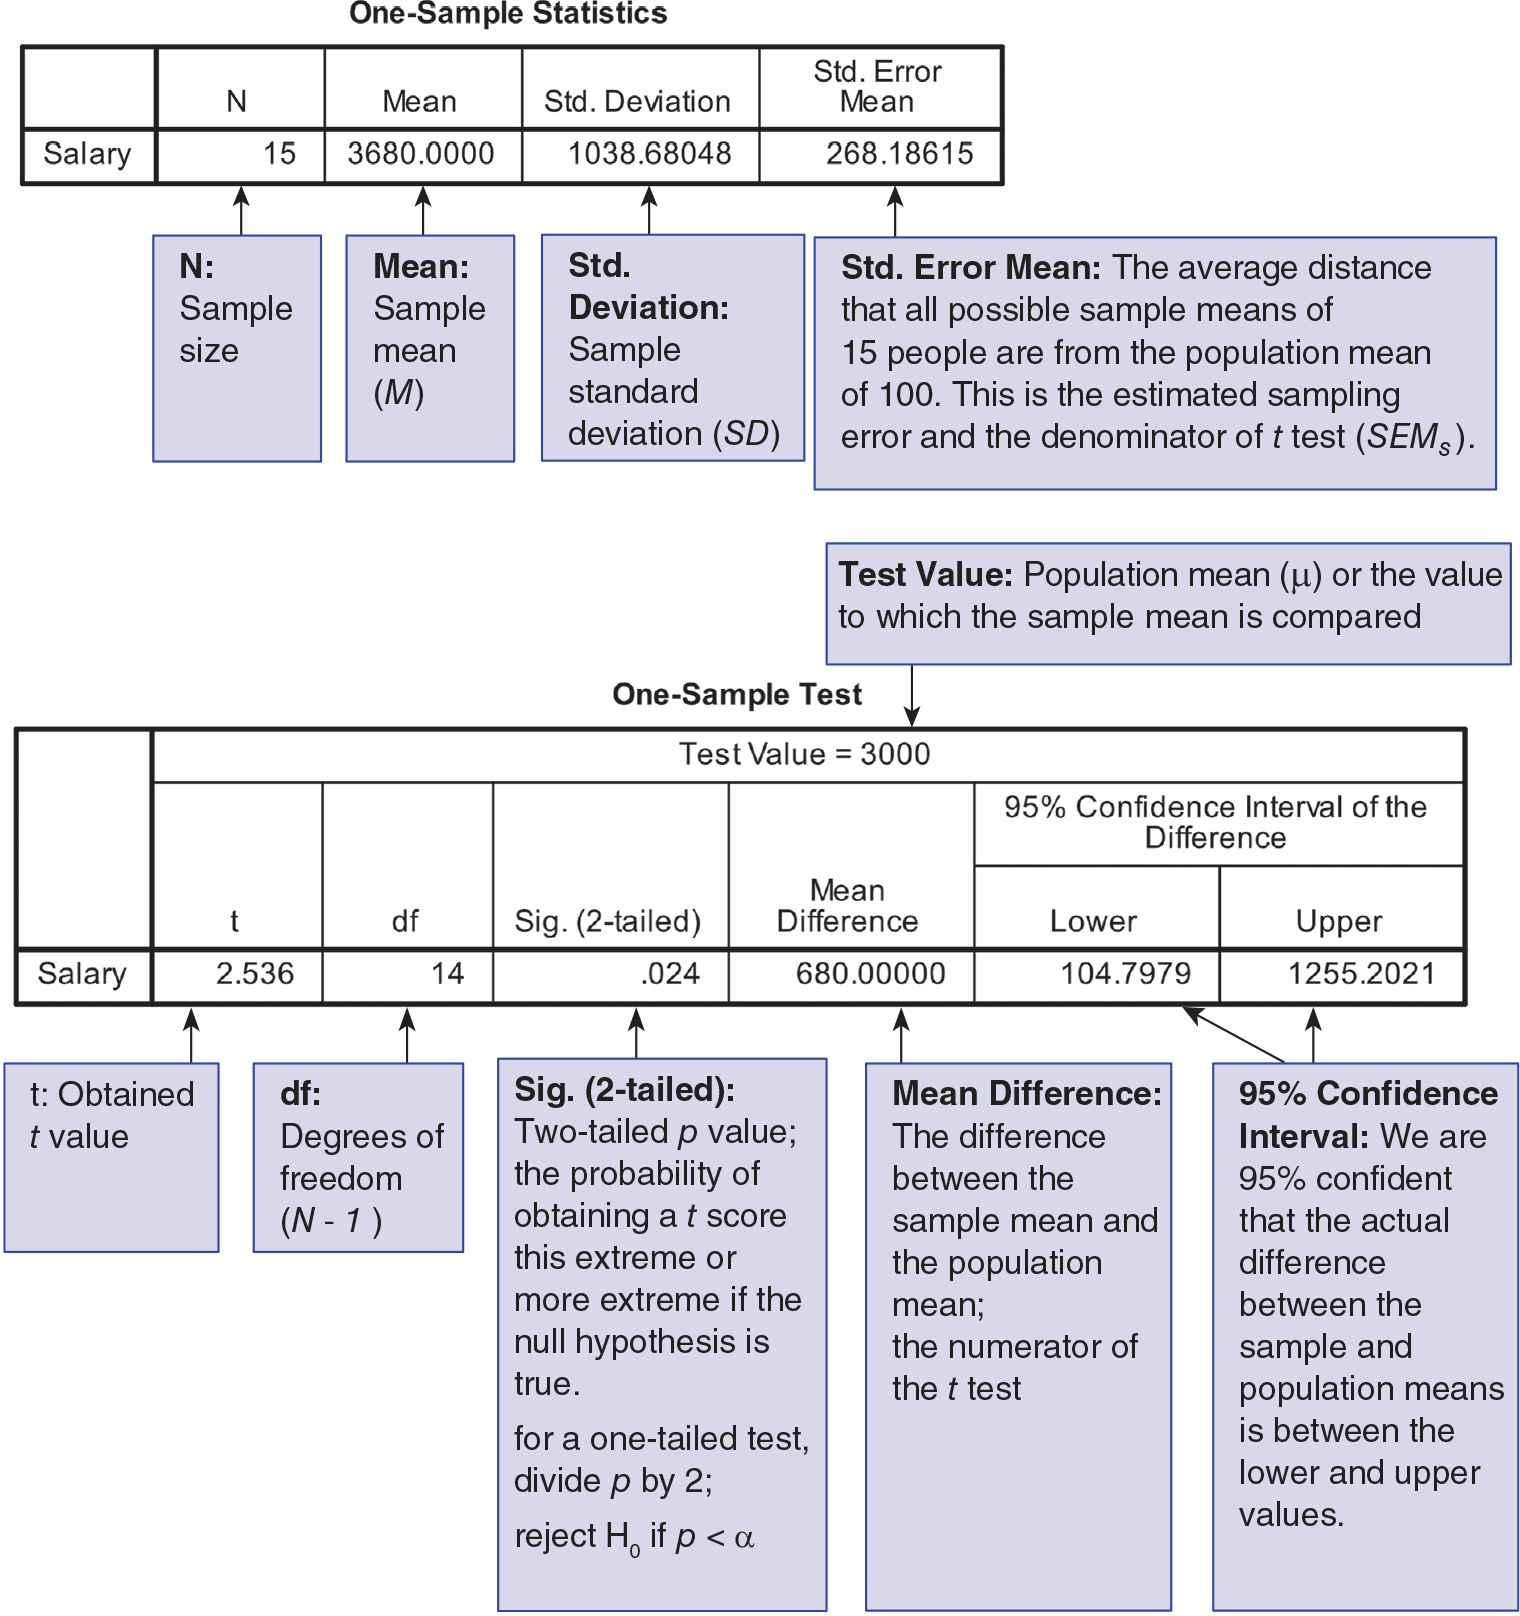 One-Sample Statistics
N
Mean
Std. Deviation
Std. Error
Mean
Salary 15 3680.0000 1038.68048 268.18615
N:
Sample
size
Mean:
Sample
mean
(M)
Std.
Deviation:
Sample
standard
deviation (SD)
Std. Error Mean: The average distance
that all possible sample means of
15 people are from the population mean
of 100. This is the estimated sampling
error and the denominator of t test (SEMs).
Test Value: Population mean (μ) or the value
to which the sample mean is compared
One-Sample Test
Test Value = 3000
t
df
Sig. (2-tailed)
Mean
Difference
95% Confidence Interval of the
Difference
Lower
Upper
Salary 2.536 14 .024 680.00000 104.7979 1255.2021
t: Obtained
t value
df:
Degrees of
freedom
(N - 1 )
Sig. (2-tailed):
Two-tailed p value;
the probability of
obtaining a t score
this extreme or
more extreme if the
null hypothesis is
true.
for a one-tailed test,
divide p by 2;
reject H0 if p < α
Mean Difference:
The difference
between the
sample mean and
the population
mean;
the numerator of
the t test
95% Confidence
Interval: We are
95% confident
that the actual
difference
between the
sample and
population means
is between the
lower and upper
values.